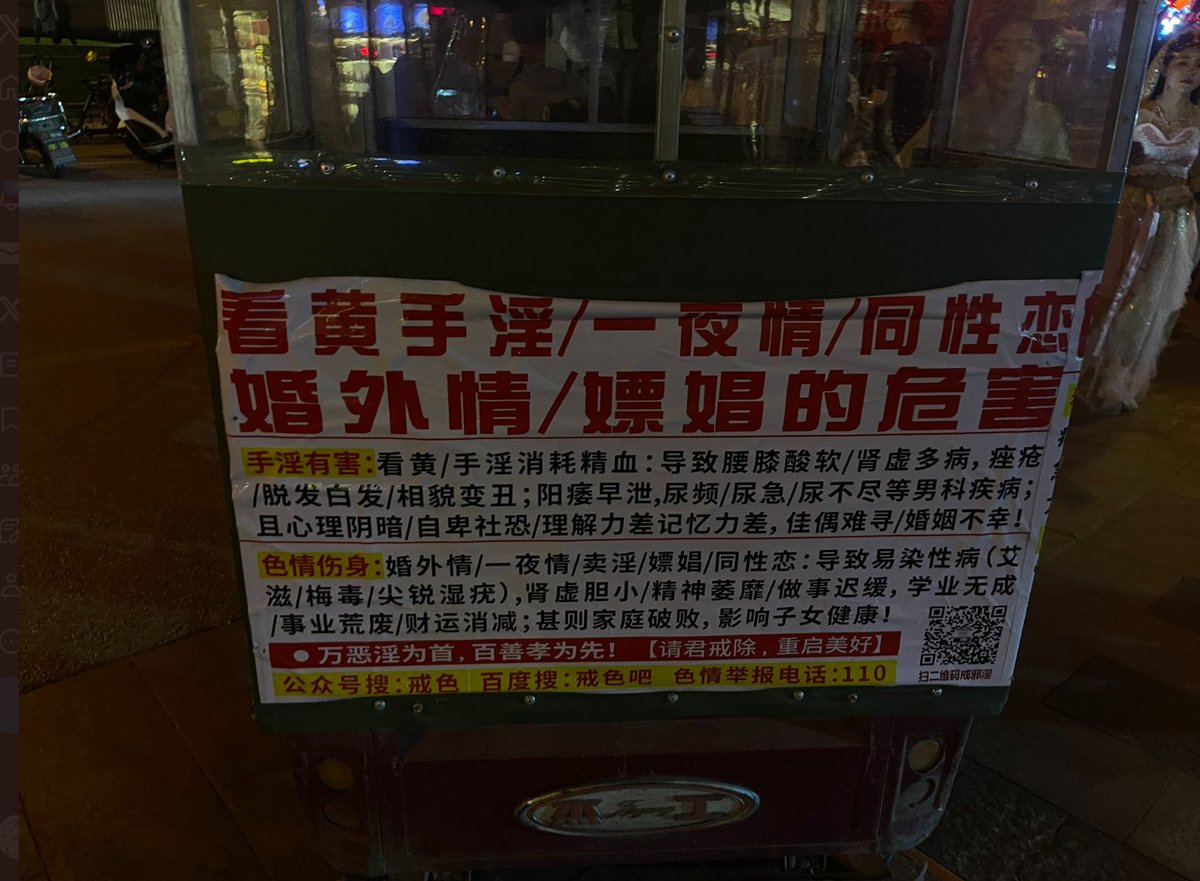 看黄手淫/一夜情/同性恋
婚外情/嫖娼的危害
手淫有害:看黄/手淫消耗精血:导致腰膝酸软/肾虚多病,痤疮
/脱发白发/相貌变丑;阳痿早泄,尿频/尿急/尿不尽等男科疾病;
且心理阴暗/自卑社恐/理解力差记忆力差,佳偶难寻/婚姻不幸!
色情伤身:婚外情/一夜情/卖淫/嫖娼/同性恋:导致易染性病(艾
滋/梅毒/尖锐湿疣),肾虚胆小/精神萎靡/做事迟缓,学业无成
/事业荒废/财运消减;甚则家庭破败,影响子女健康!
●万恶淫为首,百善孝为先!【请君戒除,重启美好】
公众号搜:戒色 百度搜:戒色吧 色情举报电话:110
扫二维码戒邪淫